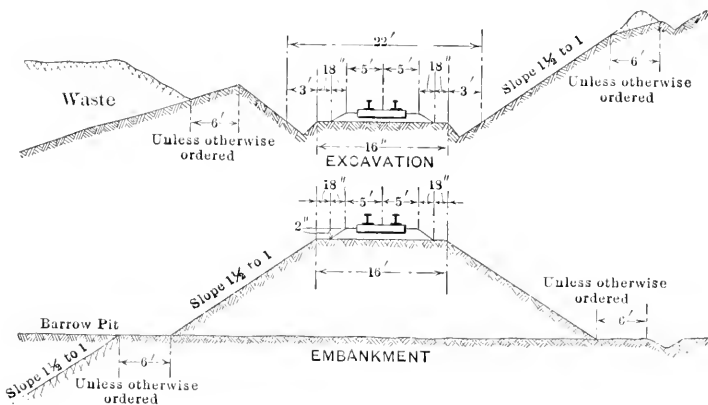 22′
18″ 5′ 5′ 18″
3′ 3′
Waste
6′
Unless otherwise
ordered
Slope 1½ to 1
6′
Unless otherwise
ordered
16″
EXCAVATION
18″ 5′ 5′ 18″
2″
16′
Slope 1½ to 1
Unless otherwise
ordered
6′
Barrow Pit
EMBANKMENT
Slope 1½ to 1
6′
Unless otherwise
ordered